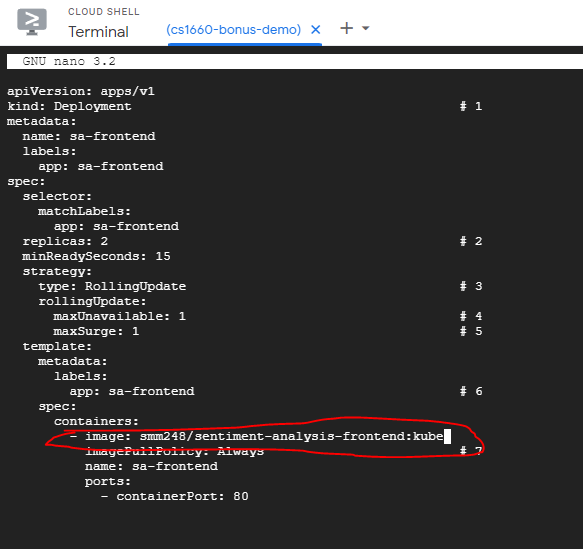 CLOUD SHELL
Terminal
(cs1660-bonus-demo) × +
GNU nano 3.2
apiVersion: apps/v1
kind: Deployment # 1
metadata:
  name: sa-frontend
  labels:
    app: sa-frontend
spec:
  selector:
    matchLabels:
      app: sa-frontend
  replicas: 2 # 2
  minReadySeconds: 15
  strategy:
    type: RollingUpdate # 3
    rollingUpdate:
      maxUnavailable: 1 # 4
      maxSurge: 1 # 5
  template:
    metadata:
      labels:
        app: sa-frontend # 6
    spec:
      containers:
        - image: smm248/sentiment-analysis-frontend:kube
          imagePullPolicy: Always # 7
          name: sa-frontend
          ports:
            - containerPort: 80